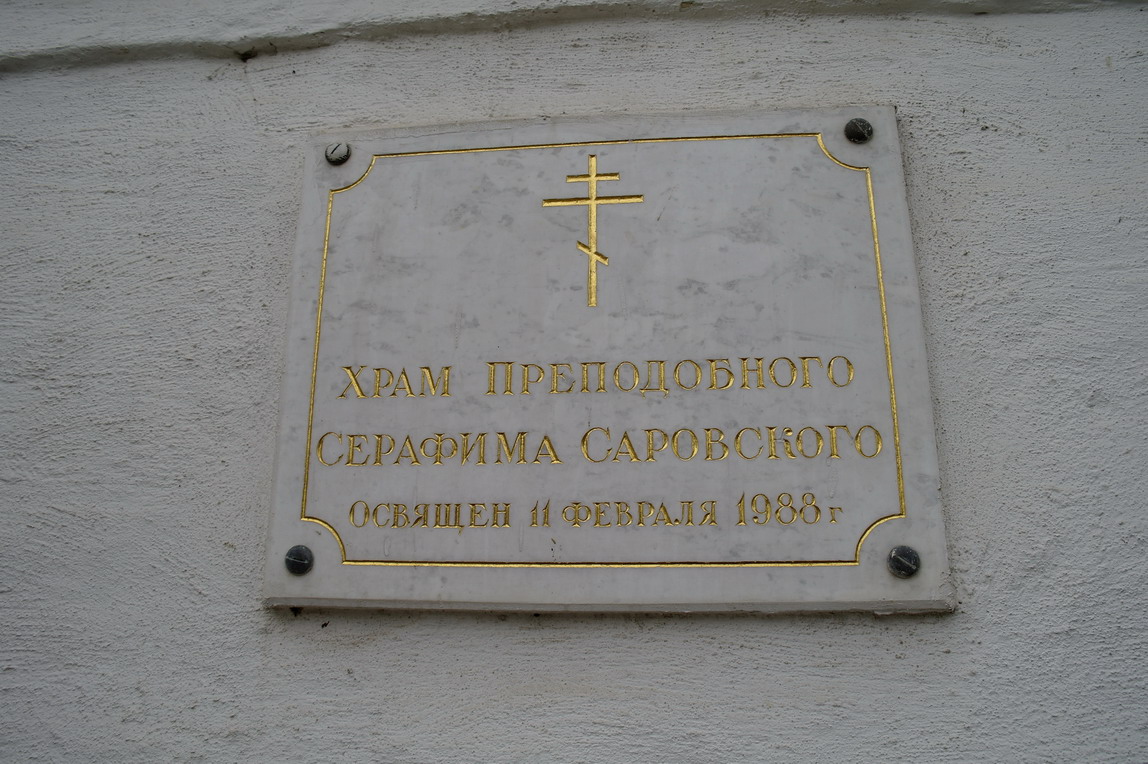 Храм Преподобного
Серафима Саровского
Освящен 11 февраля 1988 г